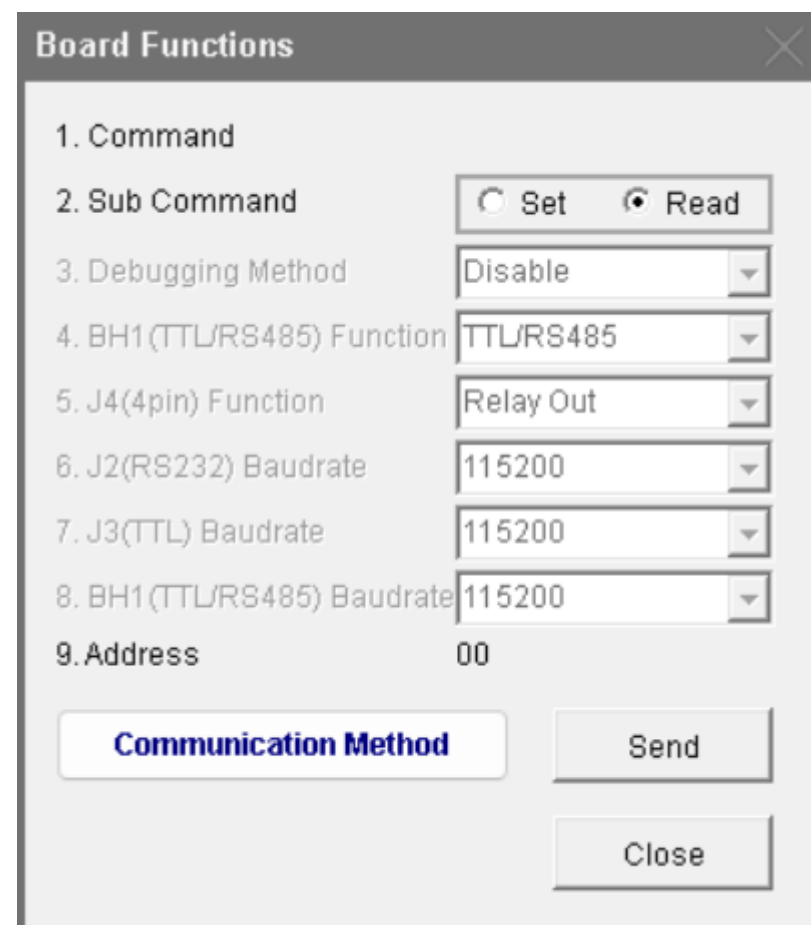 Board Functions
1. Command
2. Sub Command Set Read
3. Debugging Method Disable
4. BH1(TTL/RS485) Function TTL/RS485
5. J4(4pin) Function Relay Out
6. J2(RS232) Baudrate 115200
7. J3(TTL) Baudrate 115200
8. BH1(TTL/RS485) Baudrate 115200
9. Address 00
Communication Method Send
Close